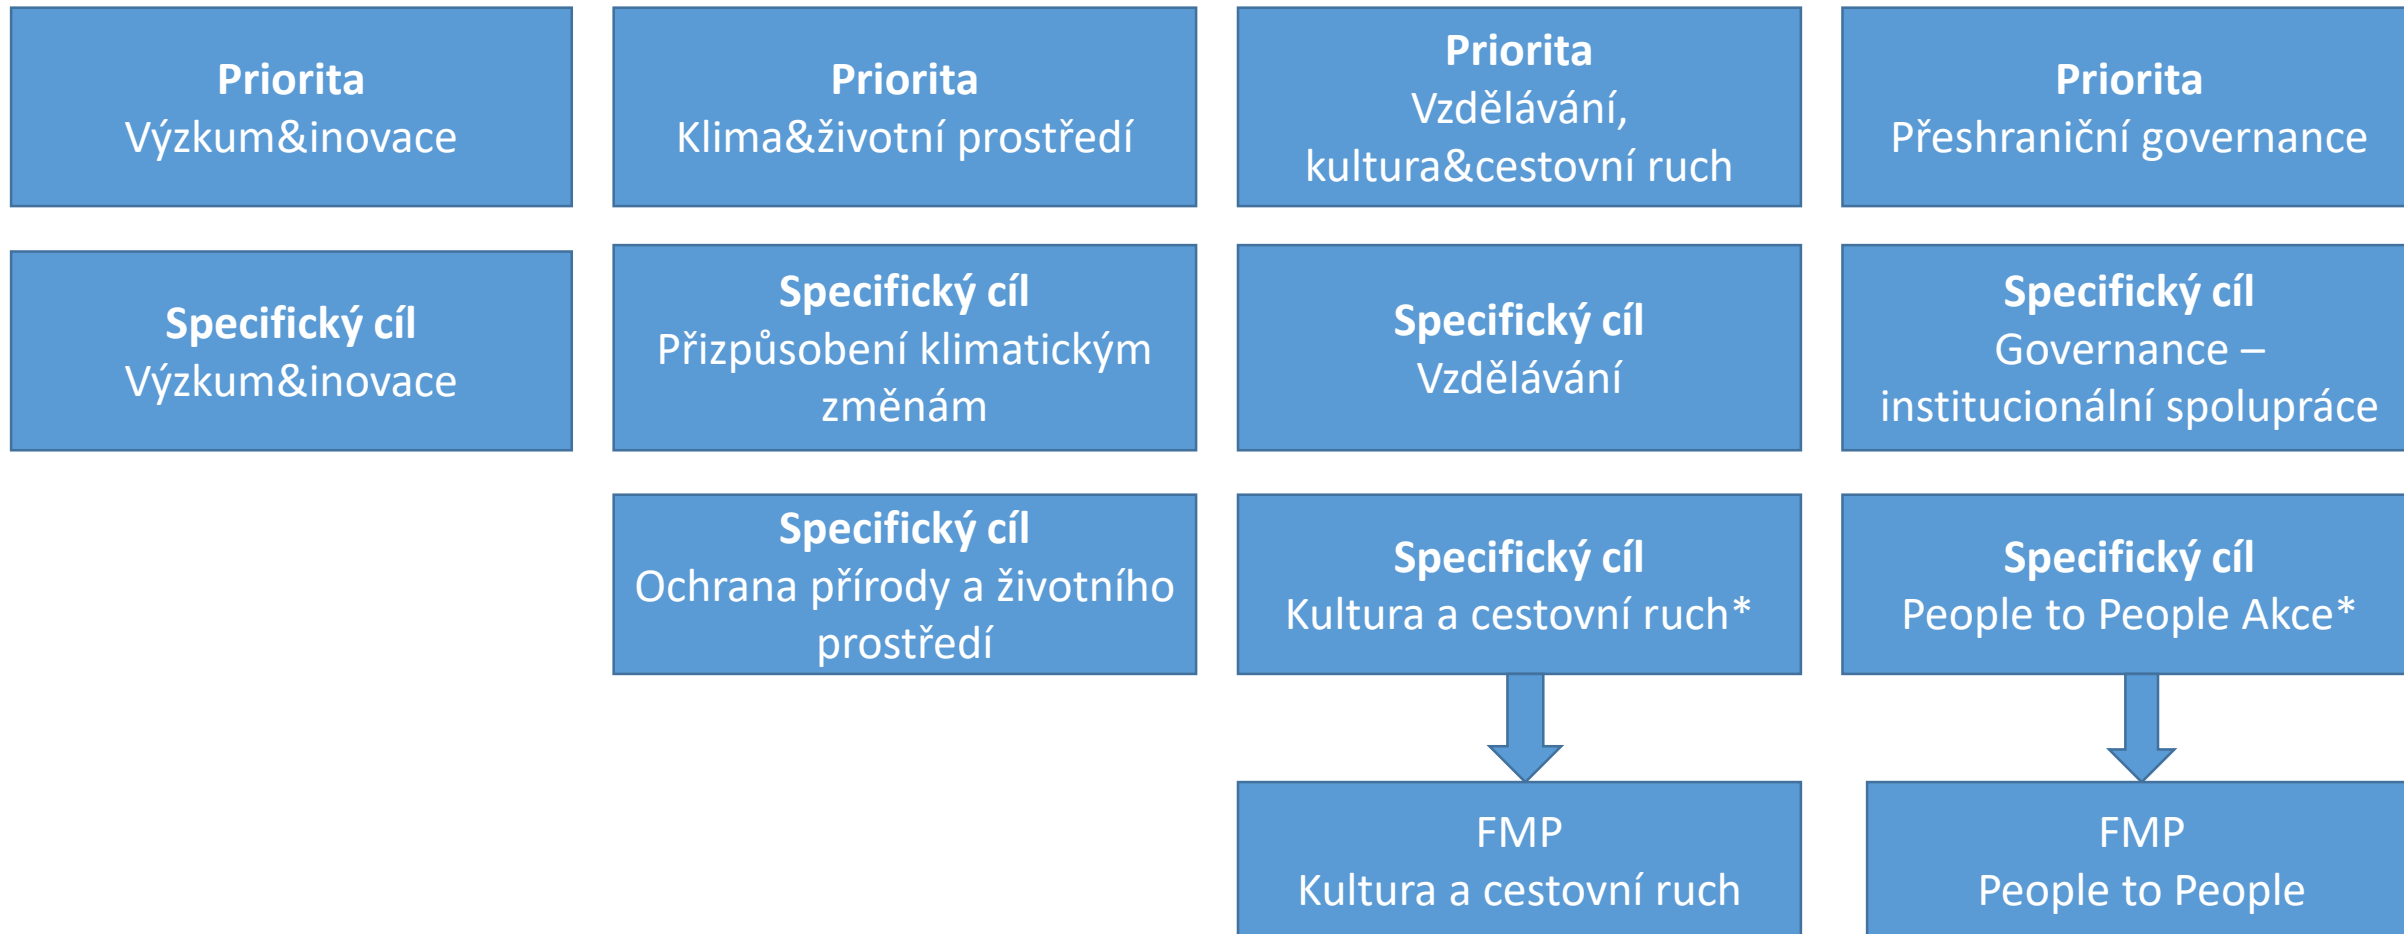 Priorita
Výzkum&inovace
Priorita
Klima&životní prostředí
Priorita
Vzdělávání,
kultura&cestovní ruch
Priorita
Přeshraniční governance
Specifický cíl
Výzkum&inovace
Specifický cíl
Přizpůsobení klimatickým
změnám
Specifický cíl
Vzdělávání
Specifický cíl
Governance –
institucionální spolupráce
Specifický cíl
Ochrana přírody a životního
prostředí
Specifický cíl
Kultura a cestovní ruch*
Specifický cíl
People to People Akce*
FMP
Kultura a cestovní ruch
FMP
People to People